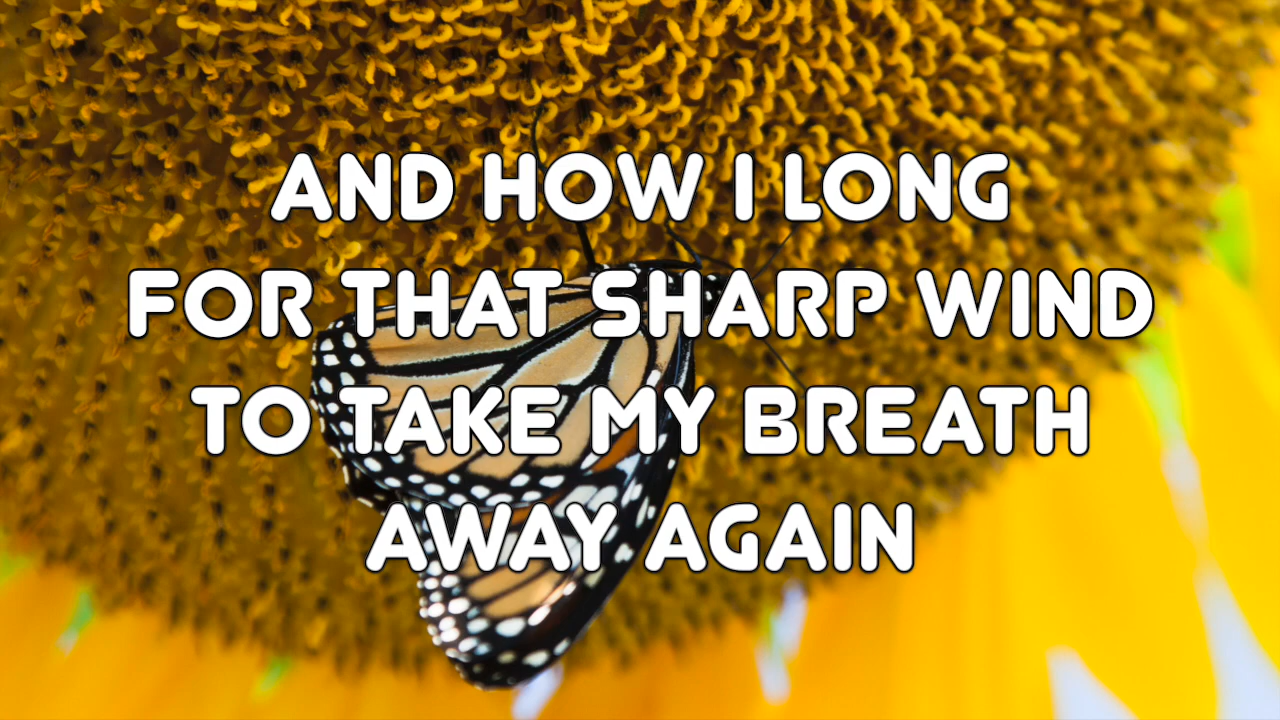 AND HOW I LONG
FOR THAT SHARP WIND
TO TAKE MY BREATH
AWAY AGAIN